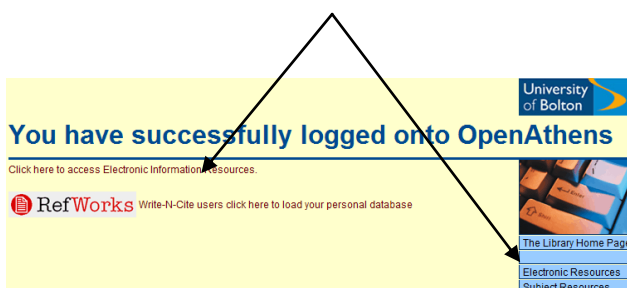 University
of Bolton
You have successfully logged onto OpenAthens
Click here to access Electronic Information Resources.
RefWorks Write-N-Cite users click here to load your personal database
The Library Home Page
Electronic Resources
Subject Resources